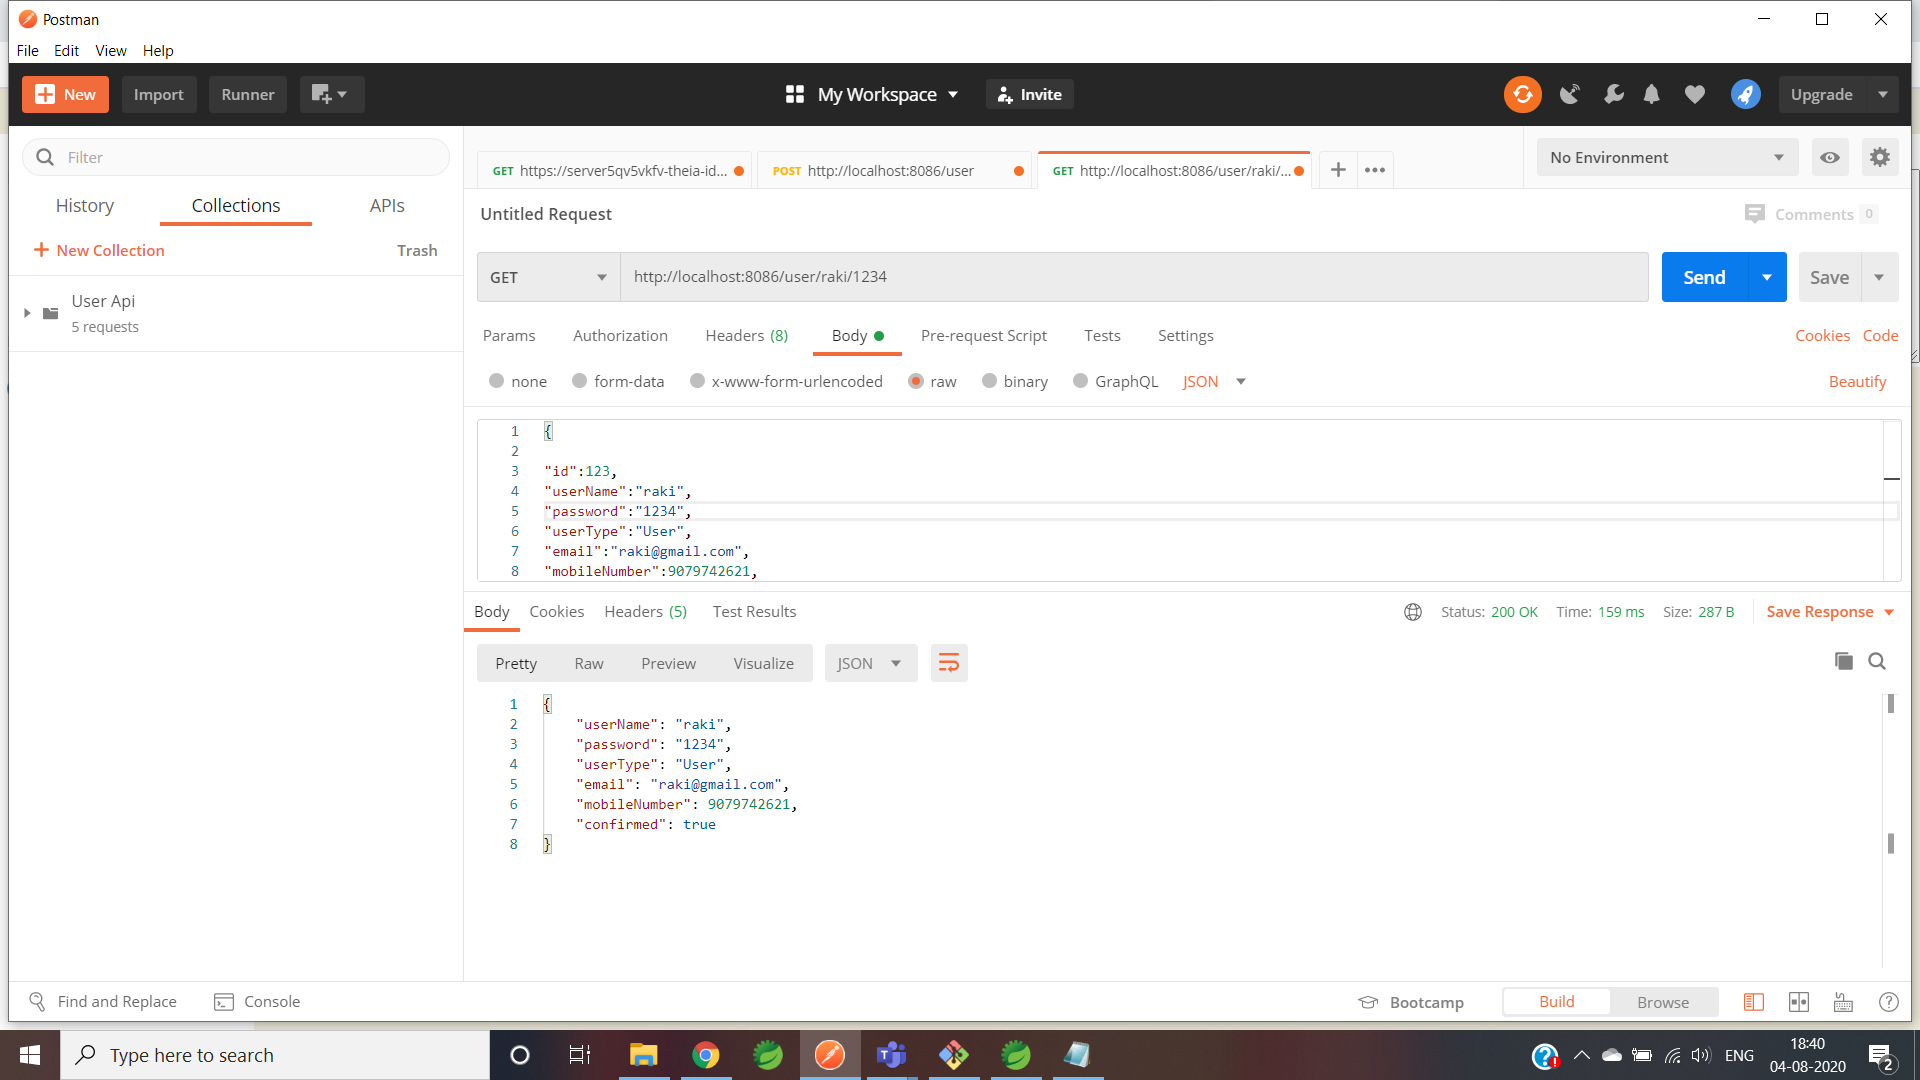 Postman
File Edit View Help
New Import Runner My Workspace Invite Upgrade
Filter
History Collections APIs
New Collection Trash
User Api
5 requests
GET https://server5qv5vkfv-theia-id... POST http://localhost:8086/user GET http://localhost:8086/user/raki/... No Environment
Untitled Request Comments 0
GET http://localhost:8086/user/raki/1234 Send Save
Params Authorization Headers (8) Body Pre-request Script Tests Settings Cookies Code
none form-data x-www-form-urlencoded raw binary GraphQL JSON Beautify
1 {
2
3 "id":123,
4 "userName":"raki",
5 "password":"1234",
6 "userType":"User",
7 "email":"raki@gmail.com",
8 "mobileNumber":9079742621,
Body Cookies Headers (5) Test Results Status: 200 OK Time: 159 ms Size: 287 B Save Response
Pretty Raw Preview Visualize JSON
1 {
2 "userName": "raki",
3 "password": "1234",
4 "userType": "User",
5 "email": "raki@gmail.com",
6 "mobileNumber": 9079742621,
7 "confirmed": true
8 }
Find and Replace Console Bootcamp Build Browse
Type here to search ENG 18:40
04-08-2020 2